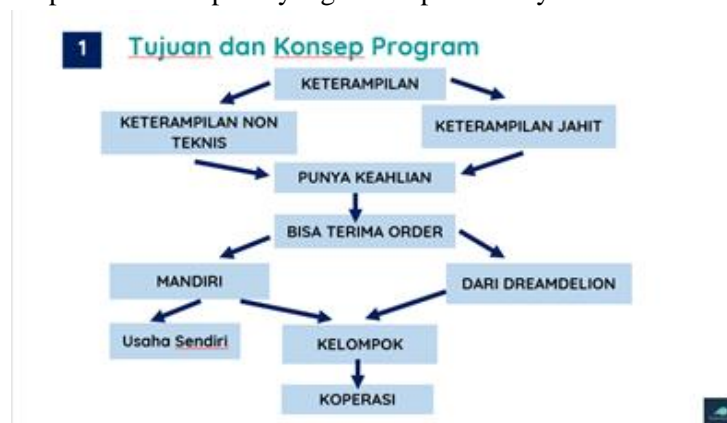 1 Tujuan dan Konsep Program
KETERAMPILAN
KETERAMPILAN NON
TEKNIS
KETERAMPILAN JAHIT
PUNYA KEAHLIAN
BISA TERIMA ORDER
MANDIRI
DARI DREAMDELION
Usaha Sendiri
KELOMPOK
KOPERASI